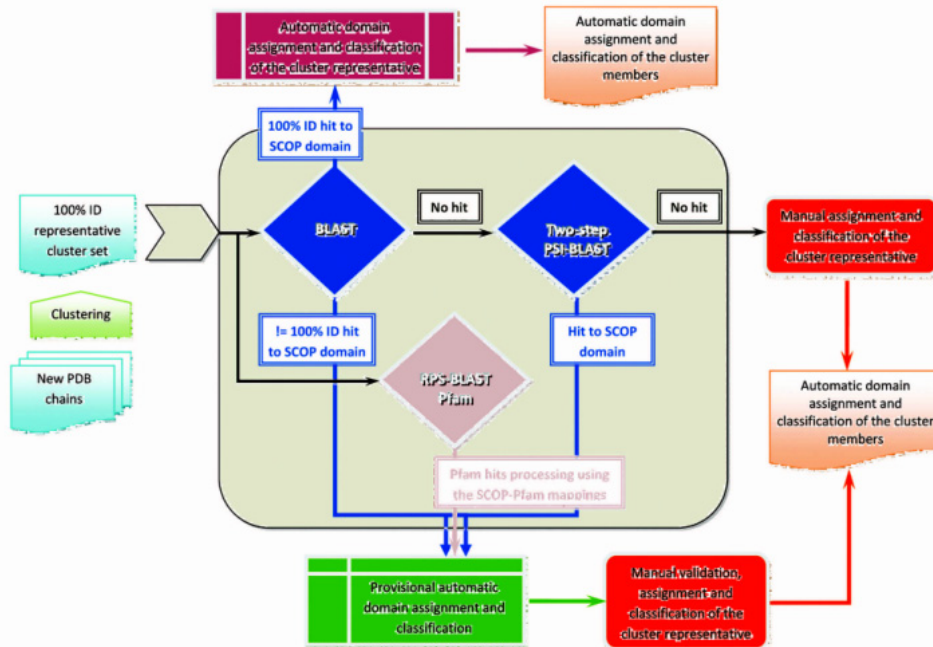 Automatic domain
assignment and classification
of the cluster representative
Automatic domain
assignment and
classification of the cluster
members
100% ID hit to
SCOP domain
100% ID
representative
cluster set
BLAST
No hit
Two-step
PSI-BLAST
No hit
Manual assignment and
classification of the
cluster representative
Clustering
!= 100% ID hit
to SCOP domain
Hit to SCOP
domain
New PDB
chains
RPS-BLAST
Pfam
Automatic domain
assignment and
classification of the cluster
members
Pfam hits processing using
the SCOP-Pfam mappings
Provisional automatic
domain assignment and
classification
Manual validation,
assignment and
classification of the
cluster representative